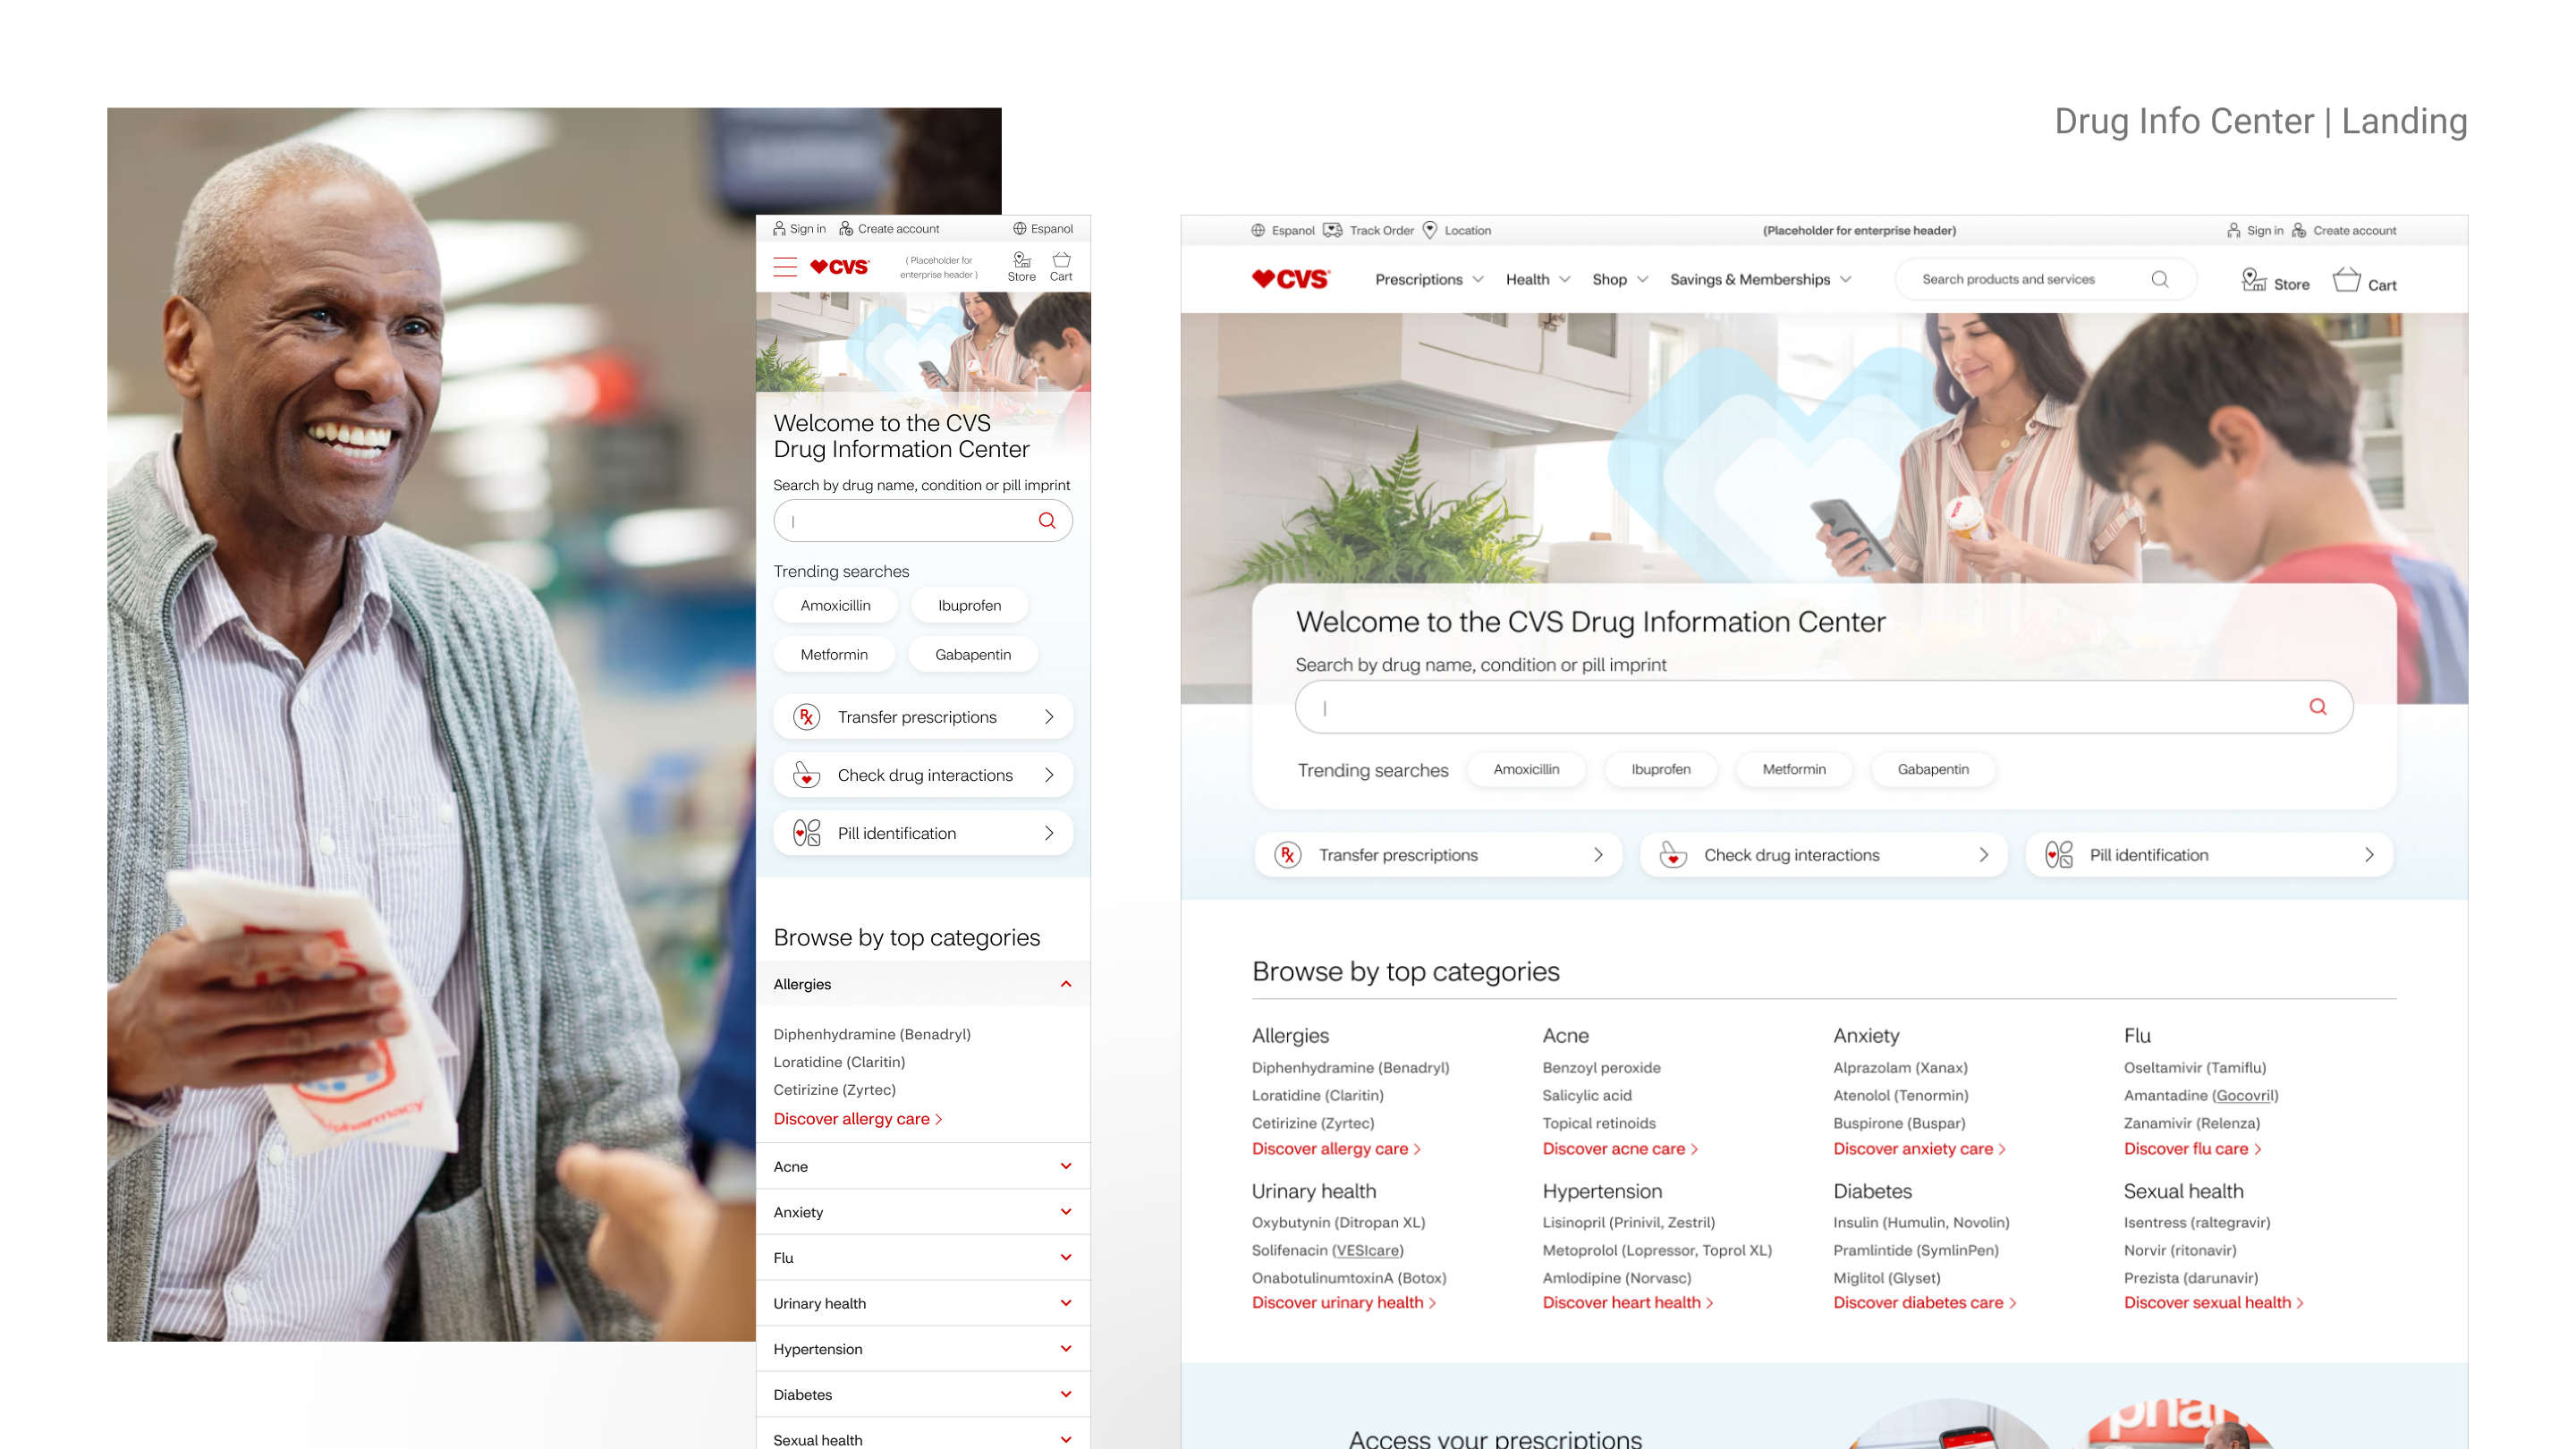 Drug Info Center | Landing
pharmacy
Sign in Create account Espanol
CVS
( Placeholder for
enterprise header )
Store Cart
Welcome to the CVS
Drug Information Center
Search by drug name, condition or pill imprint
Trending searches
Amoxicillin Ibuprofen
Metformin Gabapentin
Transfer prescriptions
Check drug interactions
Pill identification
Browse by top categories
Allergies
Diphenhydramine (Benadryl)
Loratidine (Claritin)
Cetirizine (Zyrtec)
Discover allergy care
Acne
Anxiety
Flu
Urinary health
Hypertension
Diabetes
Sexual health
Espanol Track Order Location (Placeholder for enterprise header) Sign in Create account
CVS Prescriptions Health Shop Savings & Memberships Search products and services Store Cart
Welcome to the CVS Drug Information Center
Search by drug name, condition or pill imprint
Trending searches Amoxicillin Ibuprofen Metformin Gabapentin
Transfer prescriptions Check drug interactions Pill identification
Browse by top categories
Allergies Acne Anxiety Flu
Diphenhydramine (Benadryl) Benzoyl peroxide Alprazolam (Xanax) Oseltamivir (Tamiflu)
Loratidine (Claritin) Salicylic acid Atenolol (Tenormin) Amantadine (Gocovril)
Cetirizine (Zyrtec) Topical retinoids Buspirone (Buspar) Zanamivir (Relenza)
Discover allergy care Discover acne care Discover anxiety care Discover flu care
Urinary health Hypertension Diabetes Sexual health
Oxybutynin (Ditropan XL) Lisinopril (Prinivil, Zestril) Insulin (Humulin, Novolin) Isentress (raltegravir)
Solifenacin (VESIcare) Metoprolol (Lopressor, Toprol XL) Pramlintide (SymlinPen) Norvir (ritonavir)
OnabotulinumtoxinA (Botox) Amlodipine (Norvasc) Miglitol (Glyset) Prezista (darunavir)
Discover urinary health Discover heart health Discover diabetes care Discover sexual health
Access your prescriptions